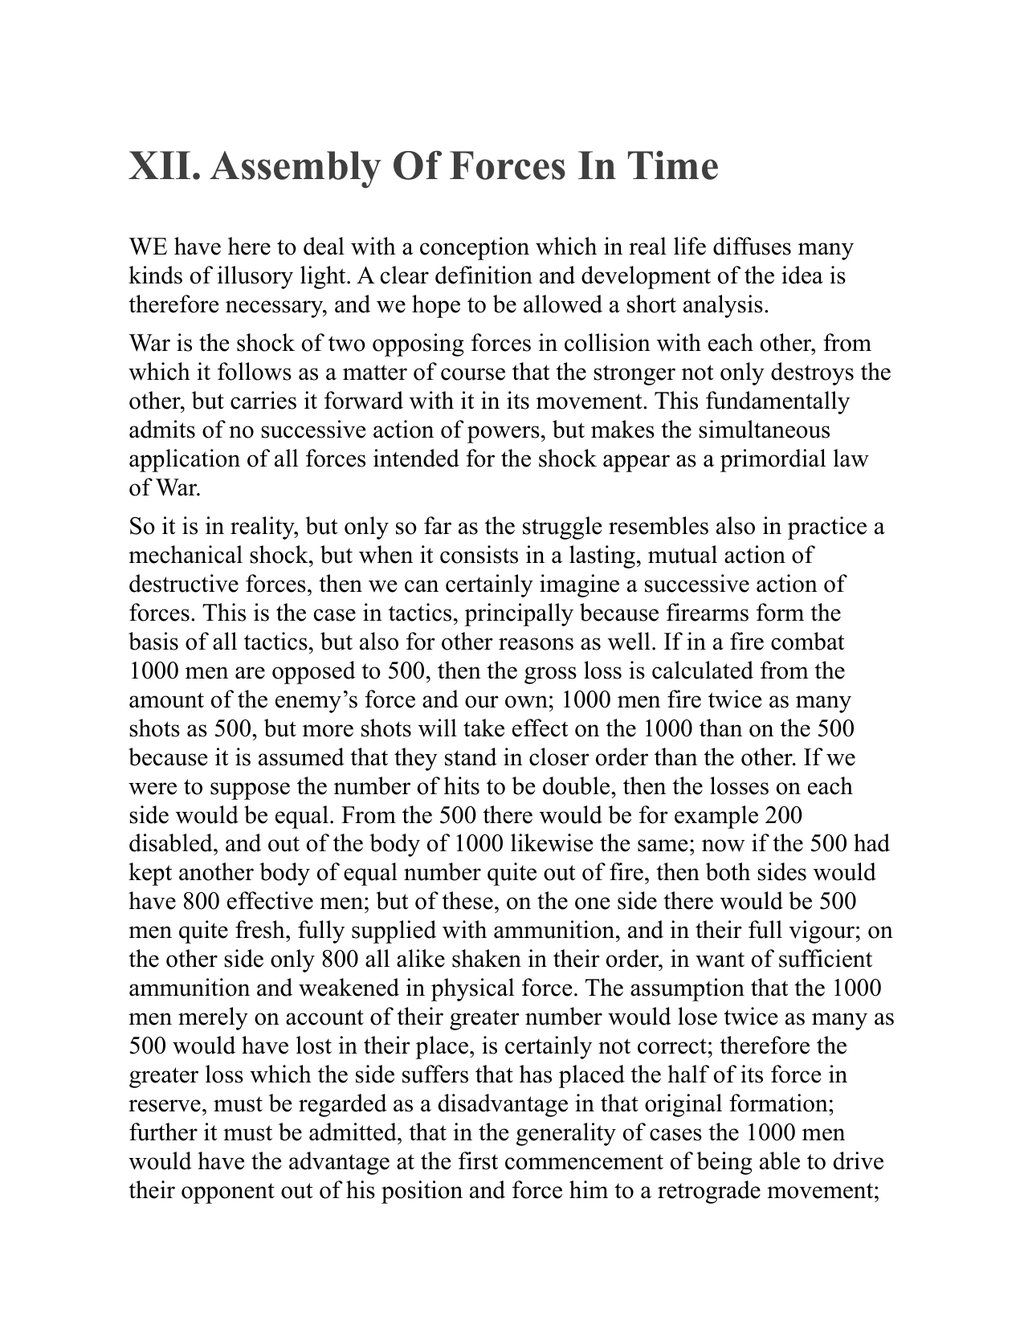 XII. Assembly Of Forces In Time
WE have here to deal with a conception which in real life diffuses many
kinds of illusory light. A clear definition and development of the idea is
therefore necessary, and we hope to be allowed a short analysis.
War is the shock of two opposing forces in collision with each other, from
which it follows as a matter of course that the stronger not only destroys the
other, but carries it forward with it in its movement. This fundamentally
admits of no successive action of powers, but makes the simultaneous
application of all forces intended for the shock appear as a primordial law
of War.
So it is in reality, but only so far as the struggle resembles also in practice a
mechanical shock, but when it consists in a lasting, mutual action of
destructive forces, then we can certainly imagine a successive action of
forces. This is the case in tactics, principally because firearms form the
basis of all tactics, but also for other reasons as well. If in a fire combat
1000 men are opposed to 500, then the gross loss is calculated from the
amount of the enemy’s force and our own; 1000 men fire twice as many
shots as 500, but more shots will take effect on the 1000 than on the 500
because it is assumed that they stand in closer order than the other. If we
were to suppose the number of hits to be double, then the losses on each
side would be equal. From the 500 there would be for example 200
disabled, and out of the body of 1000 likewise the same; now if the 500 had
kept another body of equal number quite out of fire, then both sides would
have 800 effective men; but of these, on the one side there would be 500
men quite fresh, fully supplied with ammunition, and in their full vigour; on
the other side only 800 all alike shaken in their order, in want of sufficient
ammunition and weakened in physical force. The assumption that the 1000
men merely on account of their greater number would lose twice as many as
500 would have lost in their place, is certainly not correct; therefore the
greater loss which the side suffers that has placed the half of its force in
reserve, must be regarded as a disadvantage in that original formation;
further it must be admitted, that in the generality of cases the 1000 men
would have the advantage at the first commencement of being able to drive
their opponent out of his position and force him to a retrograde movement;